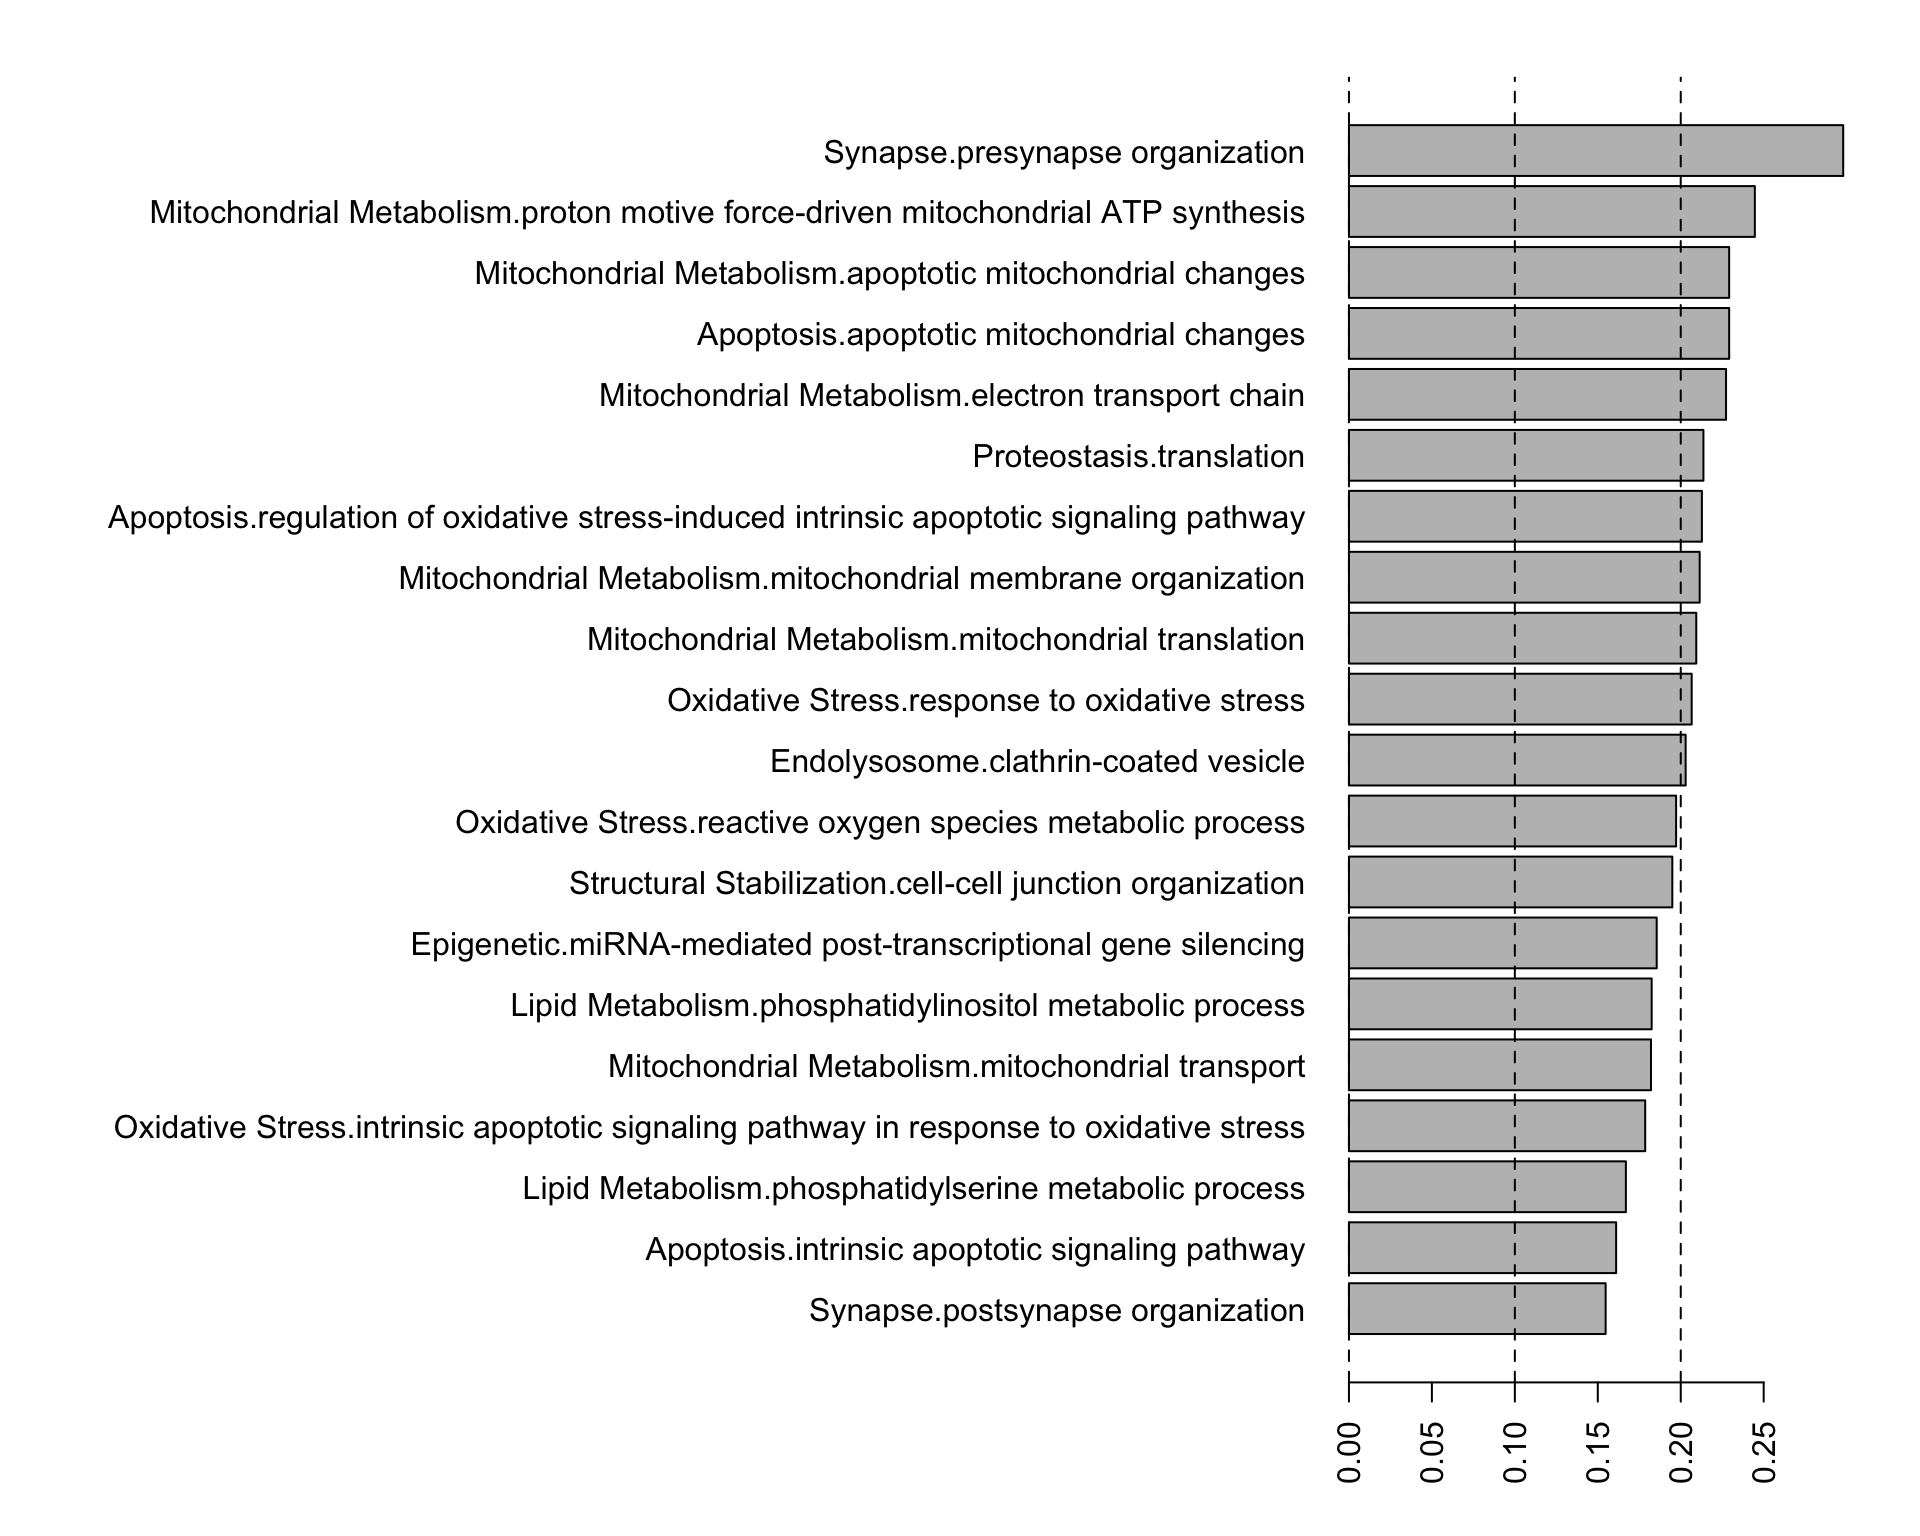 Synapse.presynapse organization
Mitochondrial Metabolism.proton motive force-driven mitochondrial ATP synthesis
Mitochondrial Metabolism.apoptotic mitochondrial changes
Apoptosis.apoptotic mitochondrial changes
Mitochondrial Metabolism.electron transport chain
Proteostasis.translation
Apoptosis.regulation of oxidative stress-induced intrinsic apoptotic signaling pathway
Mitochondrial Metabolism.mitochondrial membrane organization
Mitochondrial Metabolism.mitochondrial translation
Oxidative Stress.response to oxidative stress
Endolysosome.clathrin-coated vesicle
Oxidative Stress.reactive oxygen species metabolic process
Structural Stabilization.cell-cell junction organization
Epigenetic.miRNA-mediated post-transcriptional gene silencing
Lipid Metabolism.phosphatidylinositol metabolic process
Mitochondrial Metabolism.mitochondrial transport
Oxidative Stress.intrinsic apoptotic signaling pathway in response to oxidative stress
Lipid Metabolism.phosphatidylserine metabolic process
Apoptosis.intrinsic apoptotic signaling pathway
Synapse.postsynapse organization
0.00
0.05
0.10
0.15
0.20
0.25